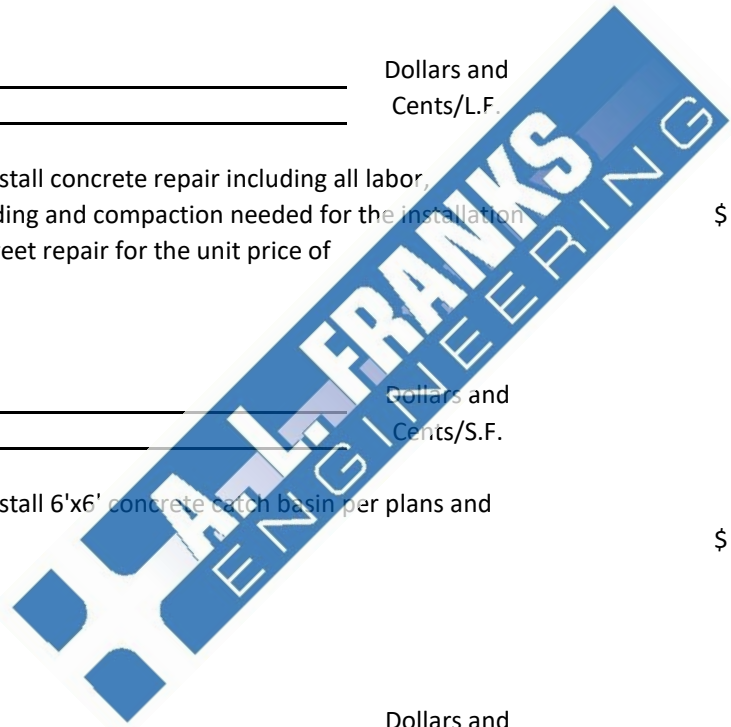 Dollars and
Cents/L.F.
stall concrete repair including all labor,
ding and compaction needed for the installation
$
eet repair for the unit price of
Dollars and
Cents/S.F.
stall 6'x6' concrete catch basin per plans and
$
Dollars and
A. L. FRANKS
ENGINEERING